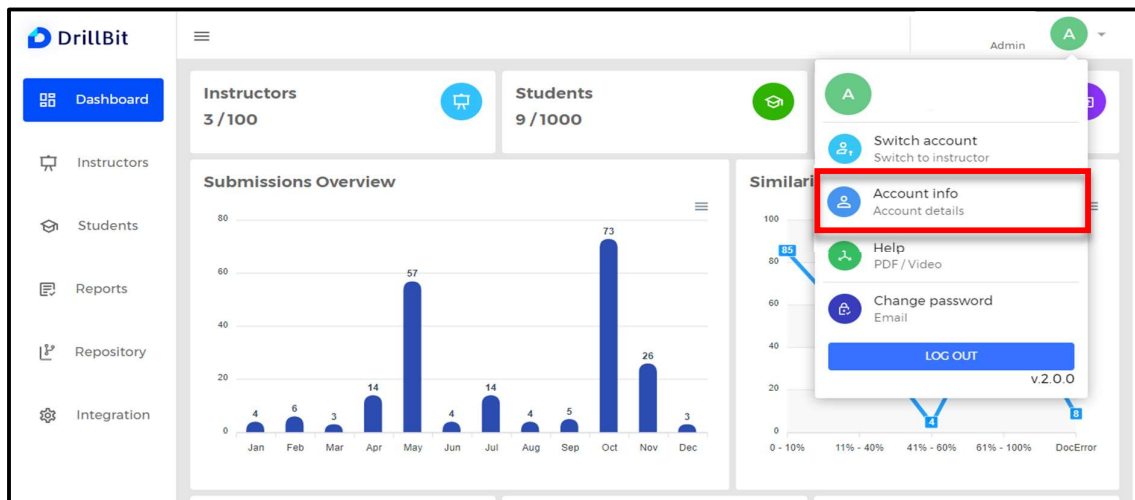 DrillBit
Admin
A
Dashboard
Instructors
Students
Reports
Repository
Integration
Instructors
3 / 100
Students
9 / 1000
A
Switch account
Switch to instructor
Account info
Account details
Help
PDF / Video
Change password
Email
LOG OUT
v.2.0.0
Submissions Overview
80
60
40
20
0
4
6
3
14
57
4
14
4
5
73
26
3
Jan Feb Mar Apr May Jun Jul Aug Sep Oct Nov Dec
Similari
100
80
60
40
20
0
85
4
8
0 - 10% 11% - 40% 41% - 60% 61% - 100% DocError